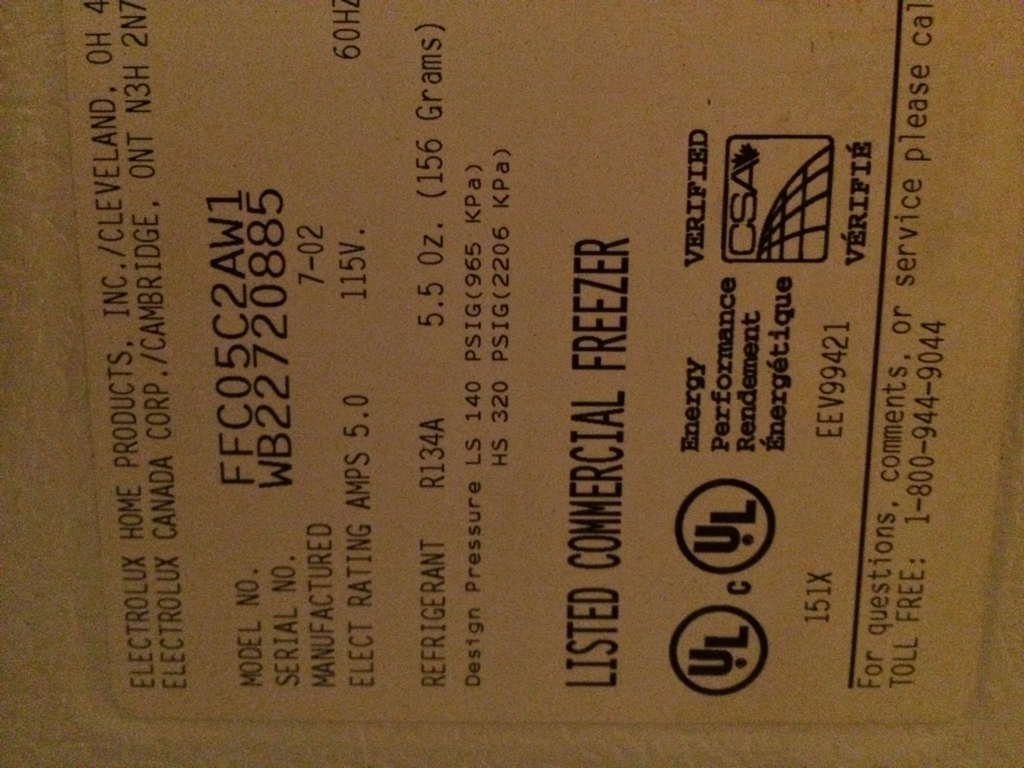 ELECTROLUX HOME PRODUCTS, INC./CLEVELAND, OH 4
ELECTROLUX CANADA CORP./CAMBRIDGE, ONT N3H 2N7
MODEL NO. FFC05C2AW1
SERIAL NO. WB22720885
MANUFACTURED 7-02
ELECT RATING AMPS 5.0 115V. 60HZ
REFRIGERANT R134A 5.5 Oz. (156 Grams)
Design Pressure LS 140 PSIG(965 KPa)
HS 320 PSIG(2206 KPa)
LISTED COMMERCIAL FREEZER
UL C UL
Energy
Performance
Rendement
Énergétique
VERIFIED
CSA
VÉRIFIÉ
151X EEV99421
For questions, comments, or service please cal
TOLL FREE: 1-800-944-9044